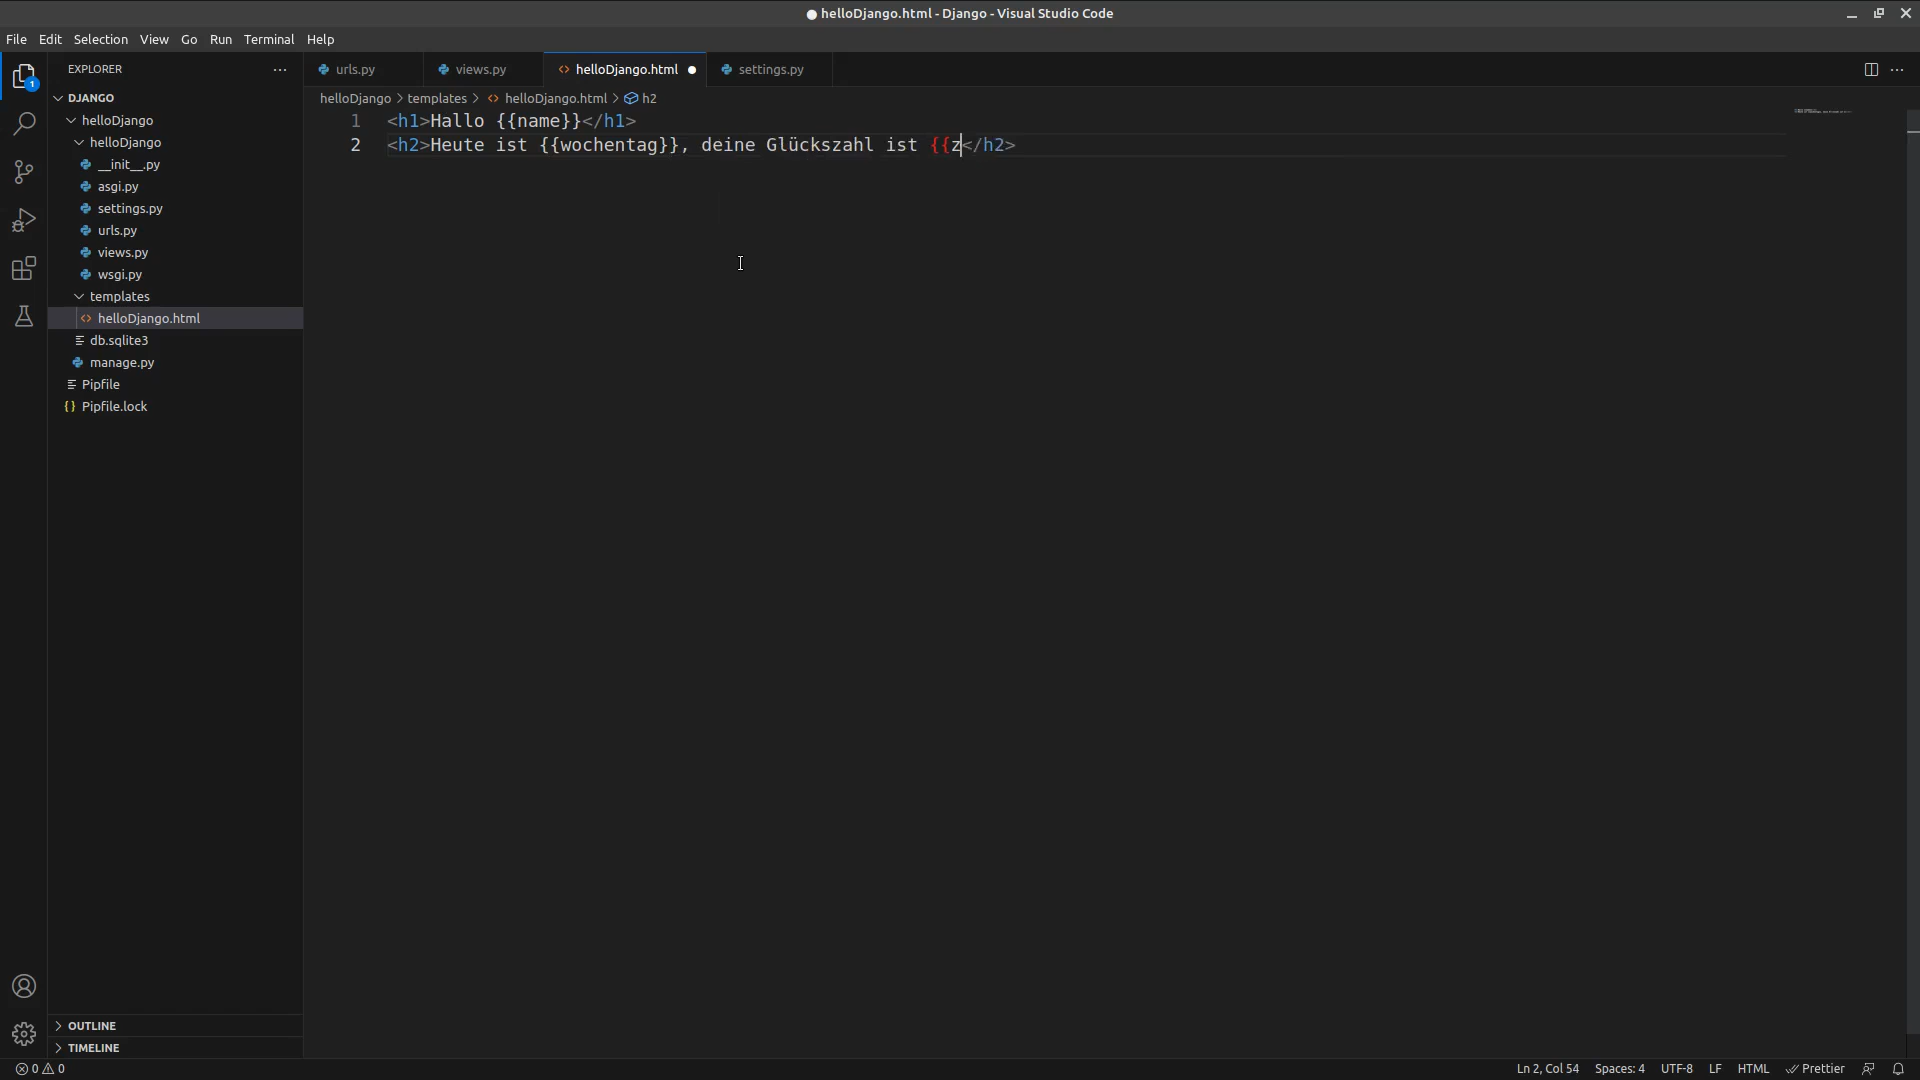 ● helloDjango.html - Django - Visual Studio Code
File Edit Selection View Go Run Terminal Help
EXPLORER
urls.py views.py helloDjango.html settings.py
DJANGO
helloDjango
helloDjango
__init__.py
asgi.py
settings.py
urls.py
views.py
wsgi.py
templates
helloDjango.html
db.sqlite3
manage.py
Pipfile
Pipfile.lock
helloDjango > templates > helloDjango.html > h2
1 <h1>Hallo {{name}}</h1>
2 <h2>Heute ist {{wochentag}}, deine Glückszahl ist {{z</h2>
1
OUTLINE
TIMELINE
0 0
Ln 2, Col 54 Spaces: 4 UTF-8 LF HTML Prettier